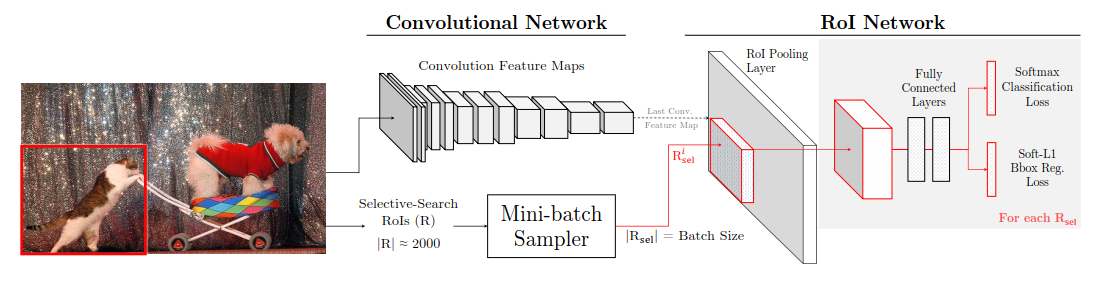 Convolutional Network
RoI Network
Convolution Feature Maps
Last Conv.
Feature Map
RoI Pooling
Layer
Fully
Connected
Layers
Softmax
Classification
Loss
Soft-L1
Bbox Reg.
Loss
For each R_sel
Selective-Search
RoIs (R)
|R| ≈ 2000
Mini-batch
Sampler
R^i_sel
|R_sel| = Batch Size